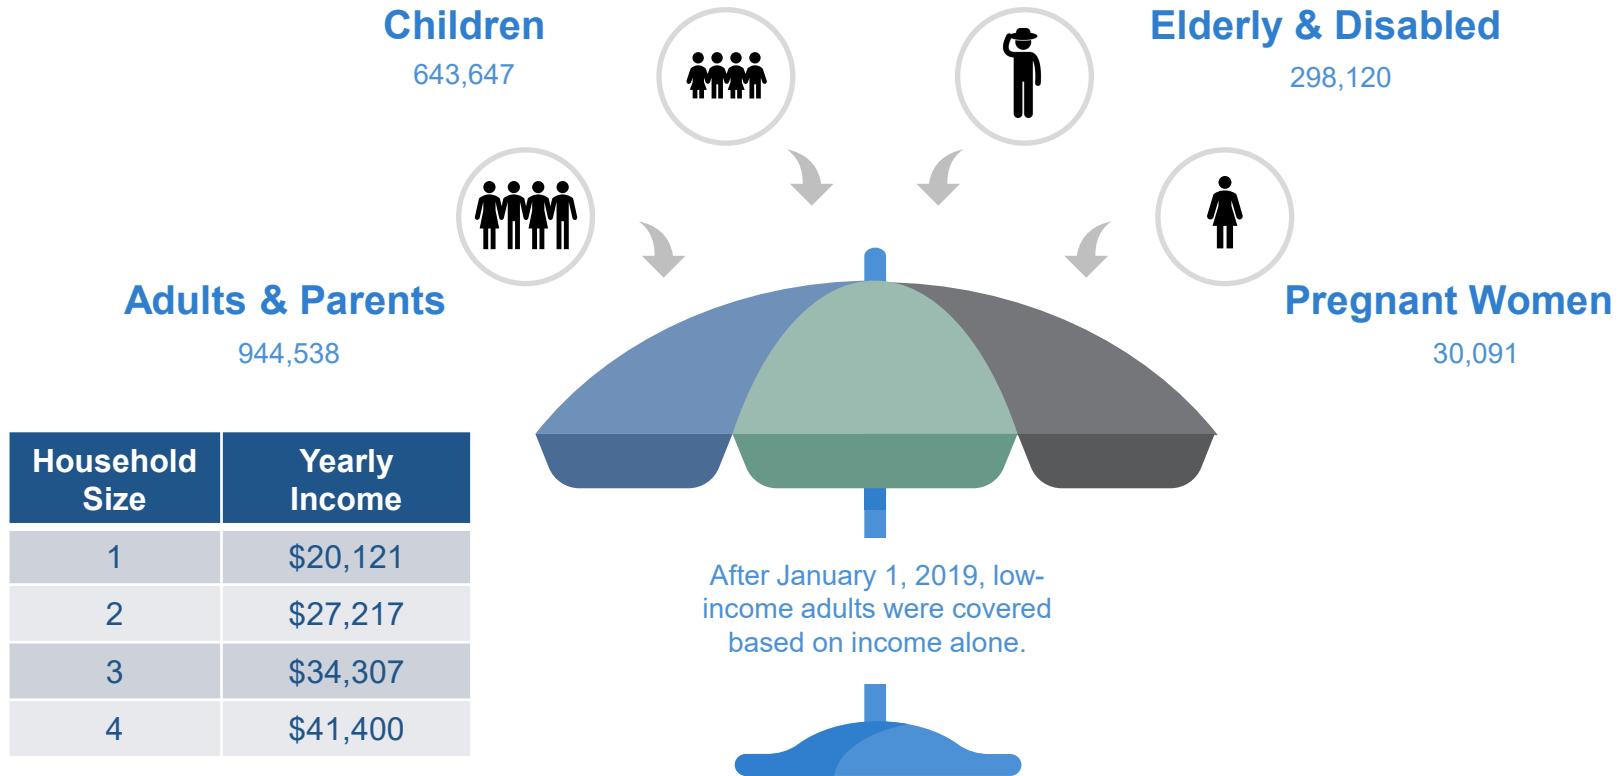 Children
643,647
Elderly & Disabled
298,120
Adults & Parents
944,538
Pregnant Women
30,091
Household Size
Yearly Income
1 $20,121
2 $27,217
3 $34,307
4 $41,400
After January 1, 2019, low-
income adults were covered
based on income alone.